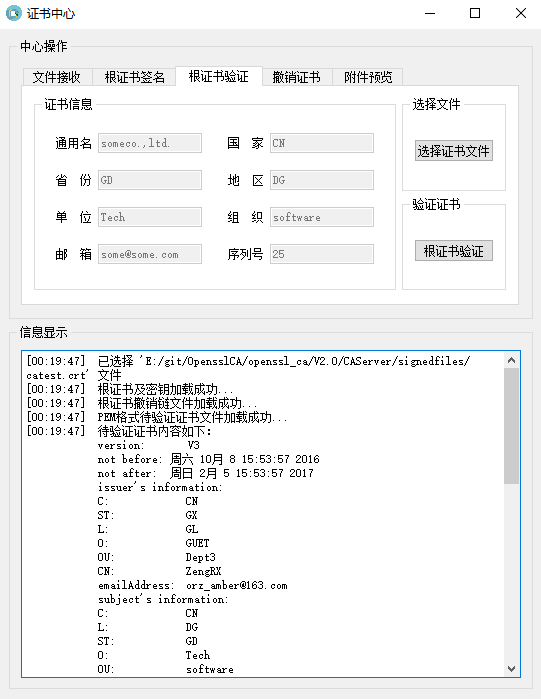 证书中心
中心操作
文件接收 根证书签名 根证书验证 撤销证书 附件预览
证书信息
通用名 someco.,ltd. 国 家 CN
省 份 GD 地 区 DG
单 位 Tech 组 织 software
邮 箱 some@some.com 序列号 25
选择文件
选择证书文件
验证证书
根证书验证
信息显示
[00:19:47] 已选择 'E:/git/OpensslCA/openssl_ca/V2.0/CAServer/signedfiles/
catest.crt' 文件
[00:19:47] 根证书及密钥加载成功...
[00:19:47] 根证书撤销链文件加载成功...
[00:19:47] PEM格式待验证证书文件加载成功...
[00:19:47] 待验证证书内容如下:
version: V3
not before: 周六 10月 8 15:53:57 2016
not after: 周日 2月 5 15:53:57 2017
issuer's information:
C: CN
ST: GX
L: GL
O: GUET
OU: Dept3
CN: ZengRX
emailAddress: orz_amber@163.com
subject's information:
C: CN
L: DG
ST: GD
O: Tech
OU: software